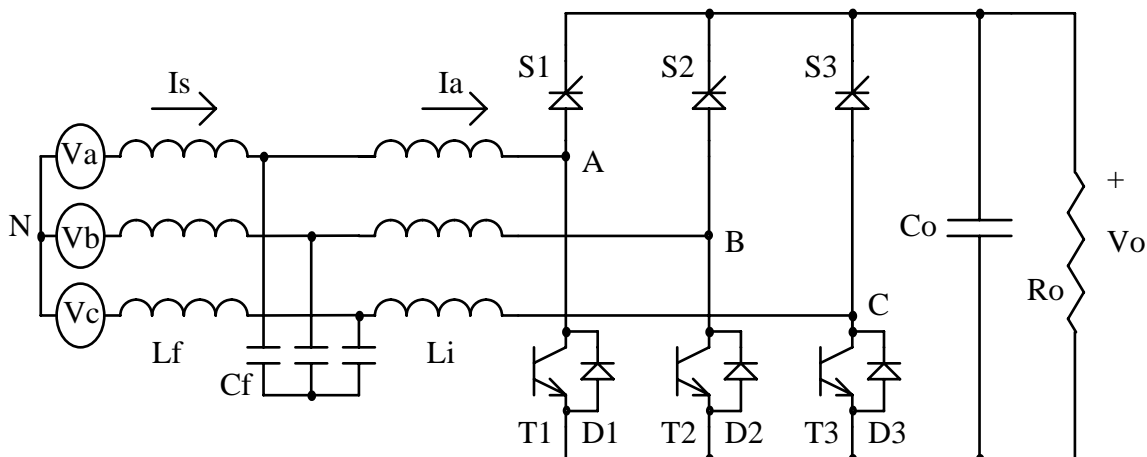 S1 S2 S3
Is Ia
Va
A
N Vb B
Co
+
Vo
Ro
Vc C
Lf Li
Cf
T1 D1 T2 D2 T3 D3